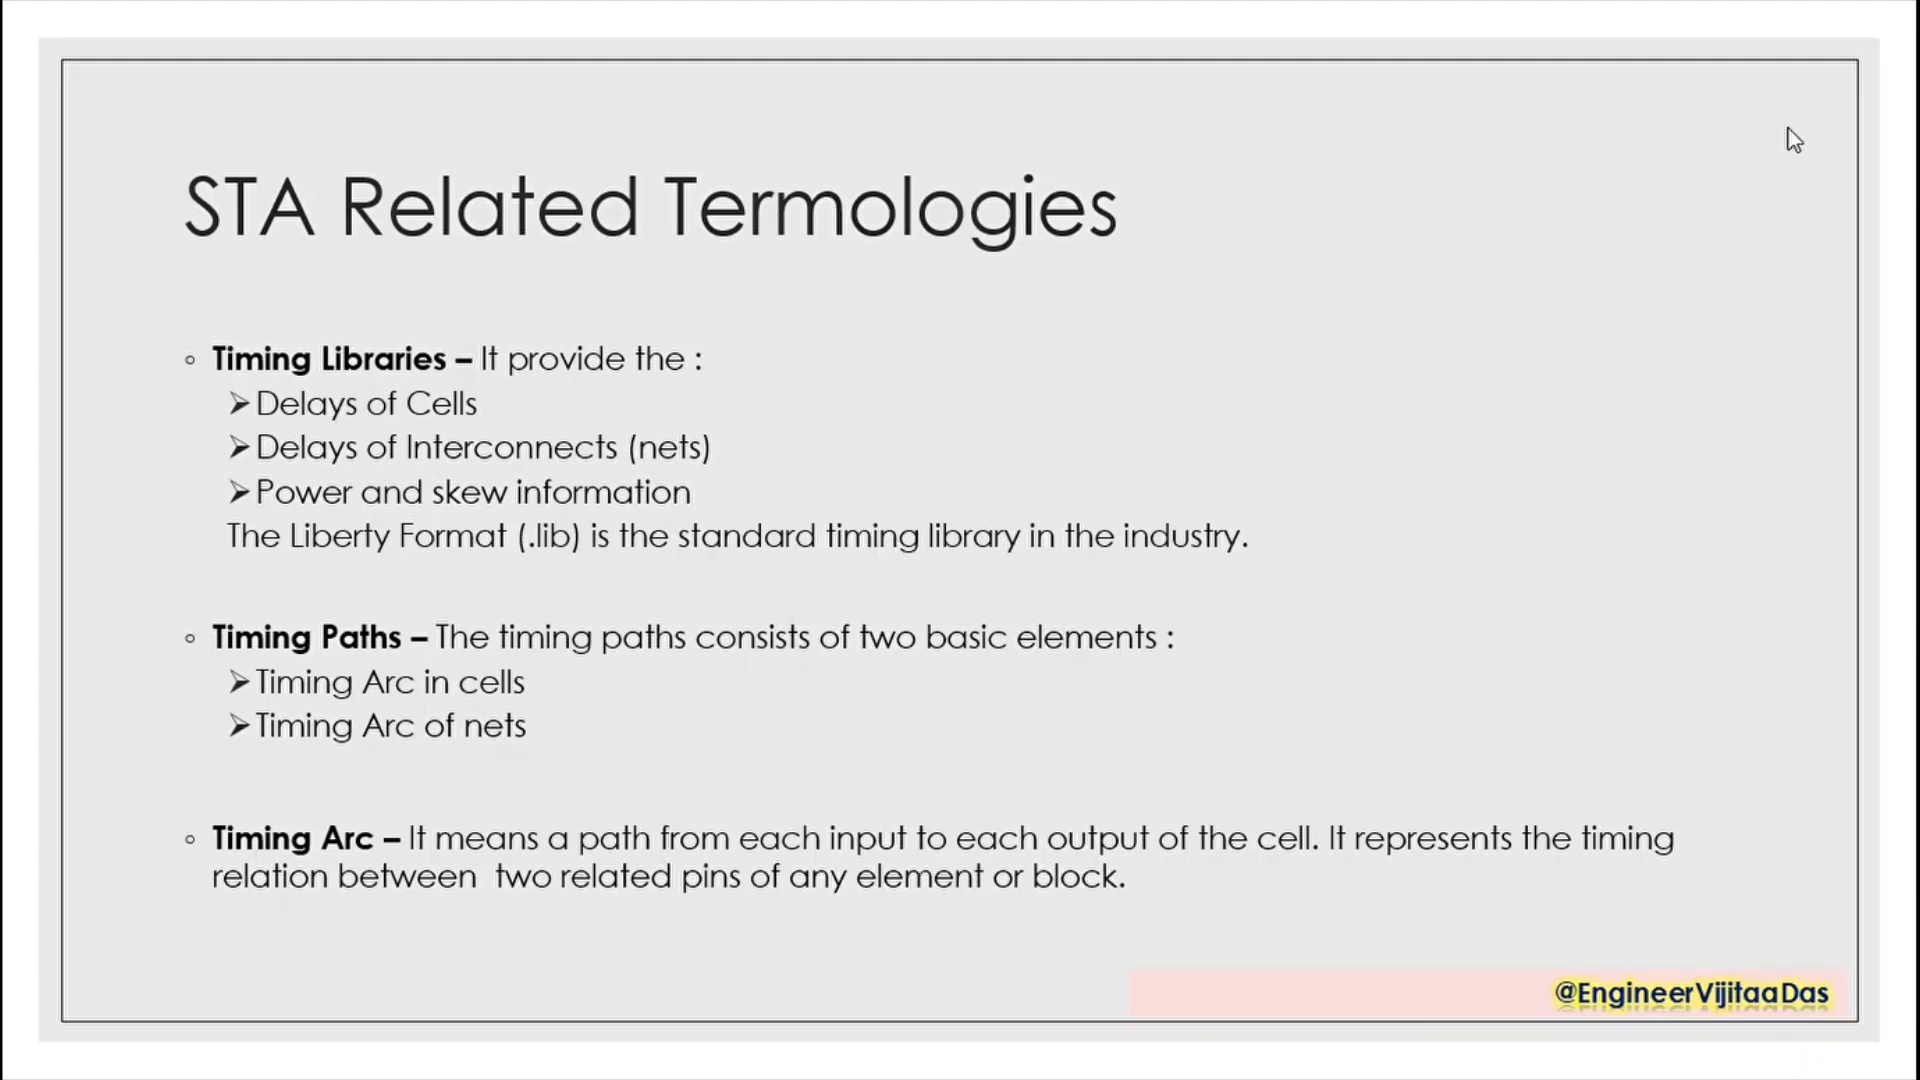 STA Related Termologies
◦ Timing Libraries – It provide the :
➢Delays of Cells
➢Delays of Interconnects (nets)
➢Power and skew information
The Liberty Format (.lib) is the standard timing library in the industry.
◦ Timing Paths – The timing paths consists of two basic elements :
➢Timing Arc in cells
➢Timing Arc of nets
◦ Timing Arc – It means a path from each input to each output of the cell. It represents the timing
relation between  two related pins of any element or block.
@EngineerVijitaaDas